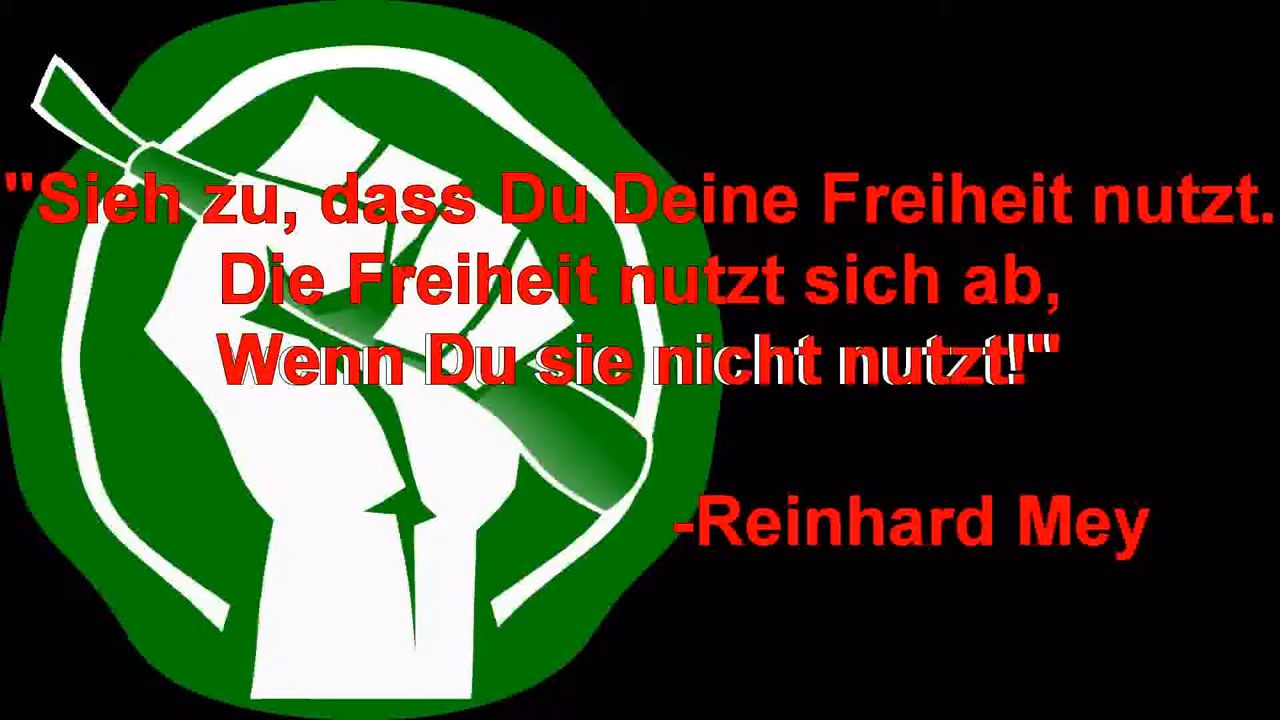 "Sieh zu, dass Du Deine Freiheit nutzt.
Die Freiheit nutzt sich ab,
Wenn Du sie nicht nutzt!'"
-Reinhard Mey